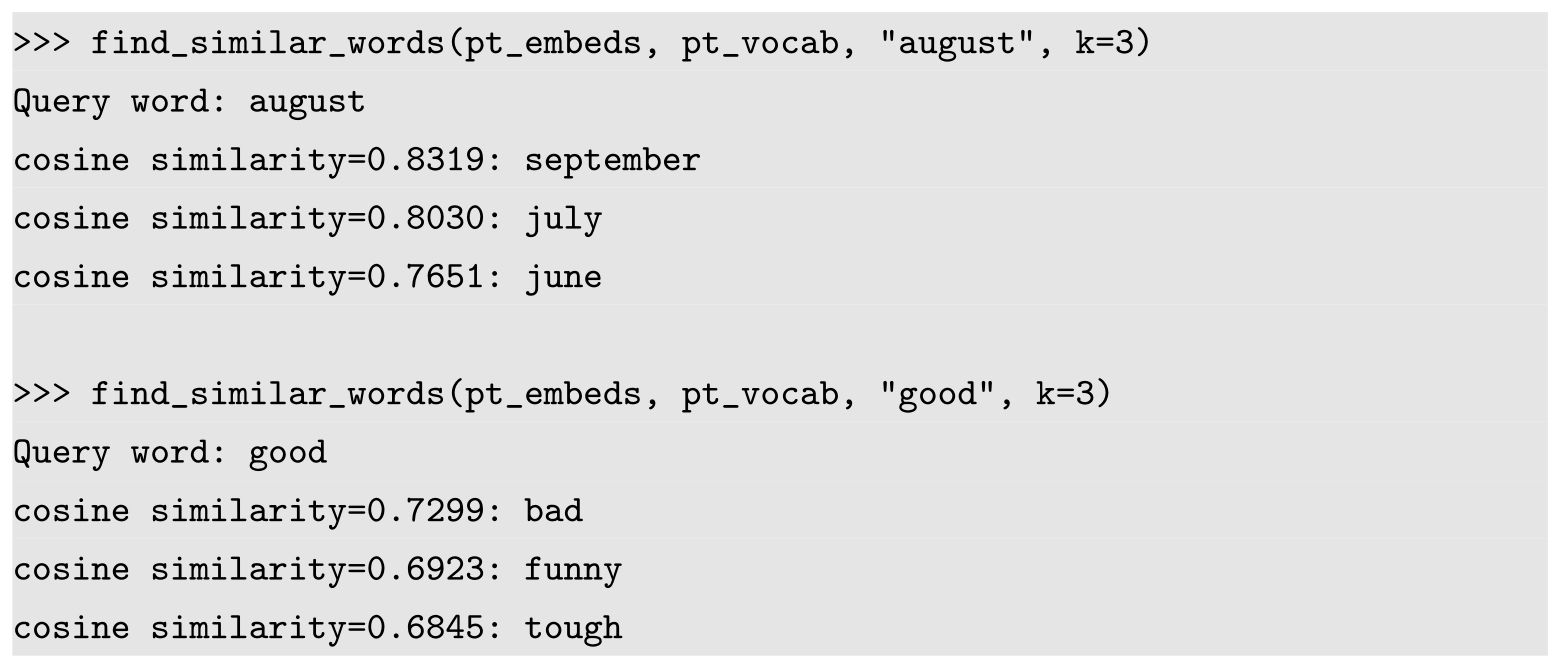 >>> find_similar_words(pt_embeds, pt_vocab, "august", k=3)
Query word: august
cosine similarity=0.8319: september
cosine similarity=0.8030: july
cosine similarity=0.7651: june
>>> find_similar_words(pt_embeds, pt_vocab, "good", k=3)
Query word: good
cosine similarity=0.7299: bad
cosine similarity=0.6923: funny
cosine similarity=0.6845: tough